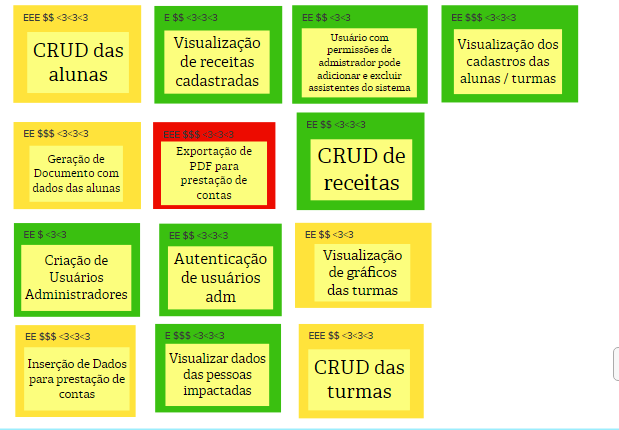 EEE $$ <3<3<3
CRUD das
alunas
E $$ <3<3<3
Visualização
de receitas
cadastradas
EE $$ <3<3
Usuário com
permissões de
admistrador pode
adicionar e excluir
assistentes do sistema
EE $$$ <3<3<3
Visualização dos
cadastros das
alunas / turmas
EE $$$ <3<3<3
Geração de
Documento com
dados das alunas
EEE $$$ <3<3<3
Exportação de
PDF para
prestação de
contas
EE $$ <3<3<3
CRUD de
receitas
EE $ <3<3
Criação de
Usuários
Administradores
EE $$ <3<3<3
Autenticação
de usuários
adm
EE $$ <3<3
Visualização
de gráficos
das turmas
EE $$$ <3<3<3
Inserção de Dados
para prestação de
contas
E $$$ <3<3<3
Visualizar dados
das pessoas
impactadas
EEE $$ <3<3<3
CRUD das
turmas